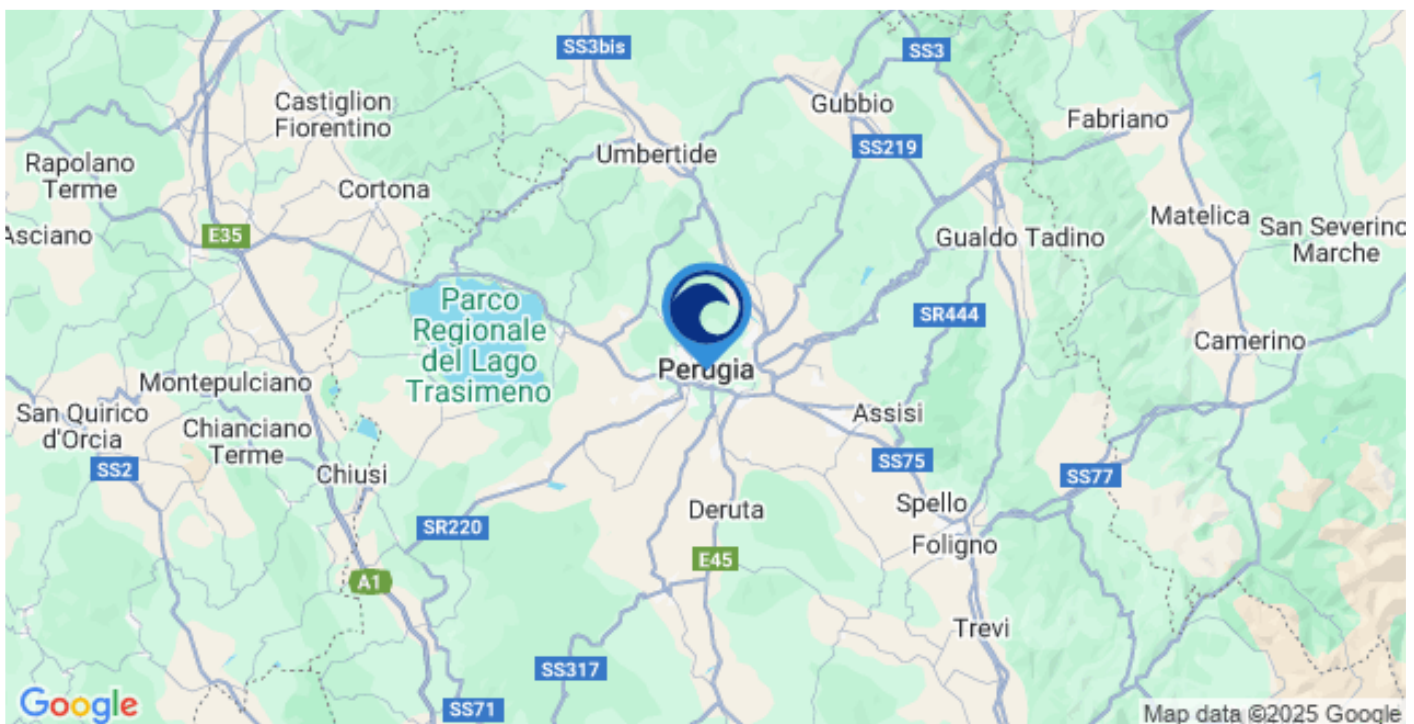 SS3bis
SS3
Castiglion
Fiorentino
Gubbio
Fabriano
SS219
Umbertide
Rapolano
Terme
Cortona
Matelica
San Severino
Marche
Asciano
E35
Gualdo Tadino
Parco
Regionale
del Lago
Trasimeno
SR444
Camerino
Perugia
Montepulciano
San Quirico
d'Orcia
Assisi
Chianciano
Terme
SS2
Chiusi
SS75
SS77
Spello
Deruta
SR220
Foligno
E45
A1
Trevi
SS317
SS71
Google
Map data ©2025 Google